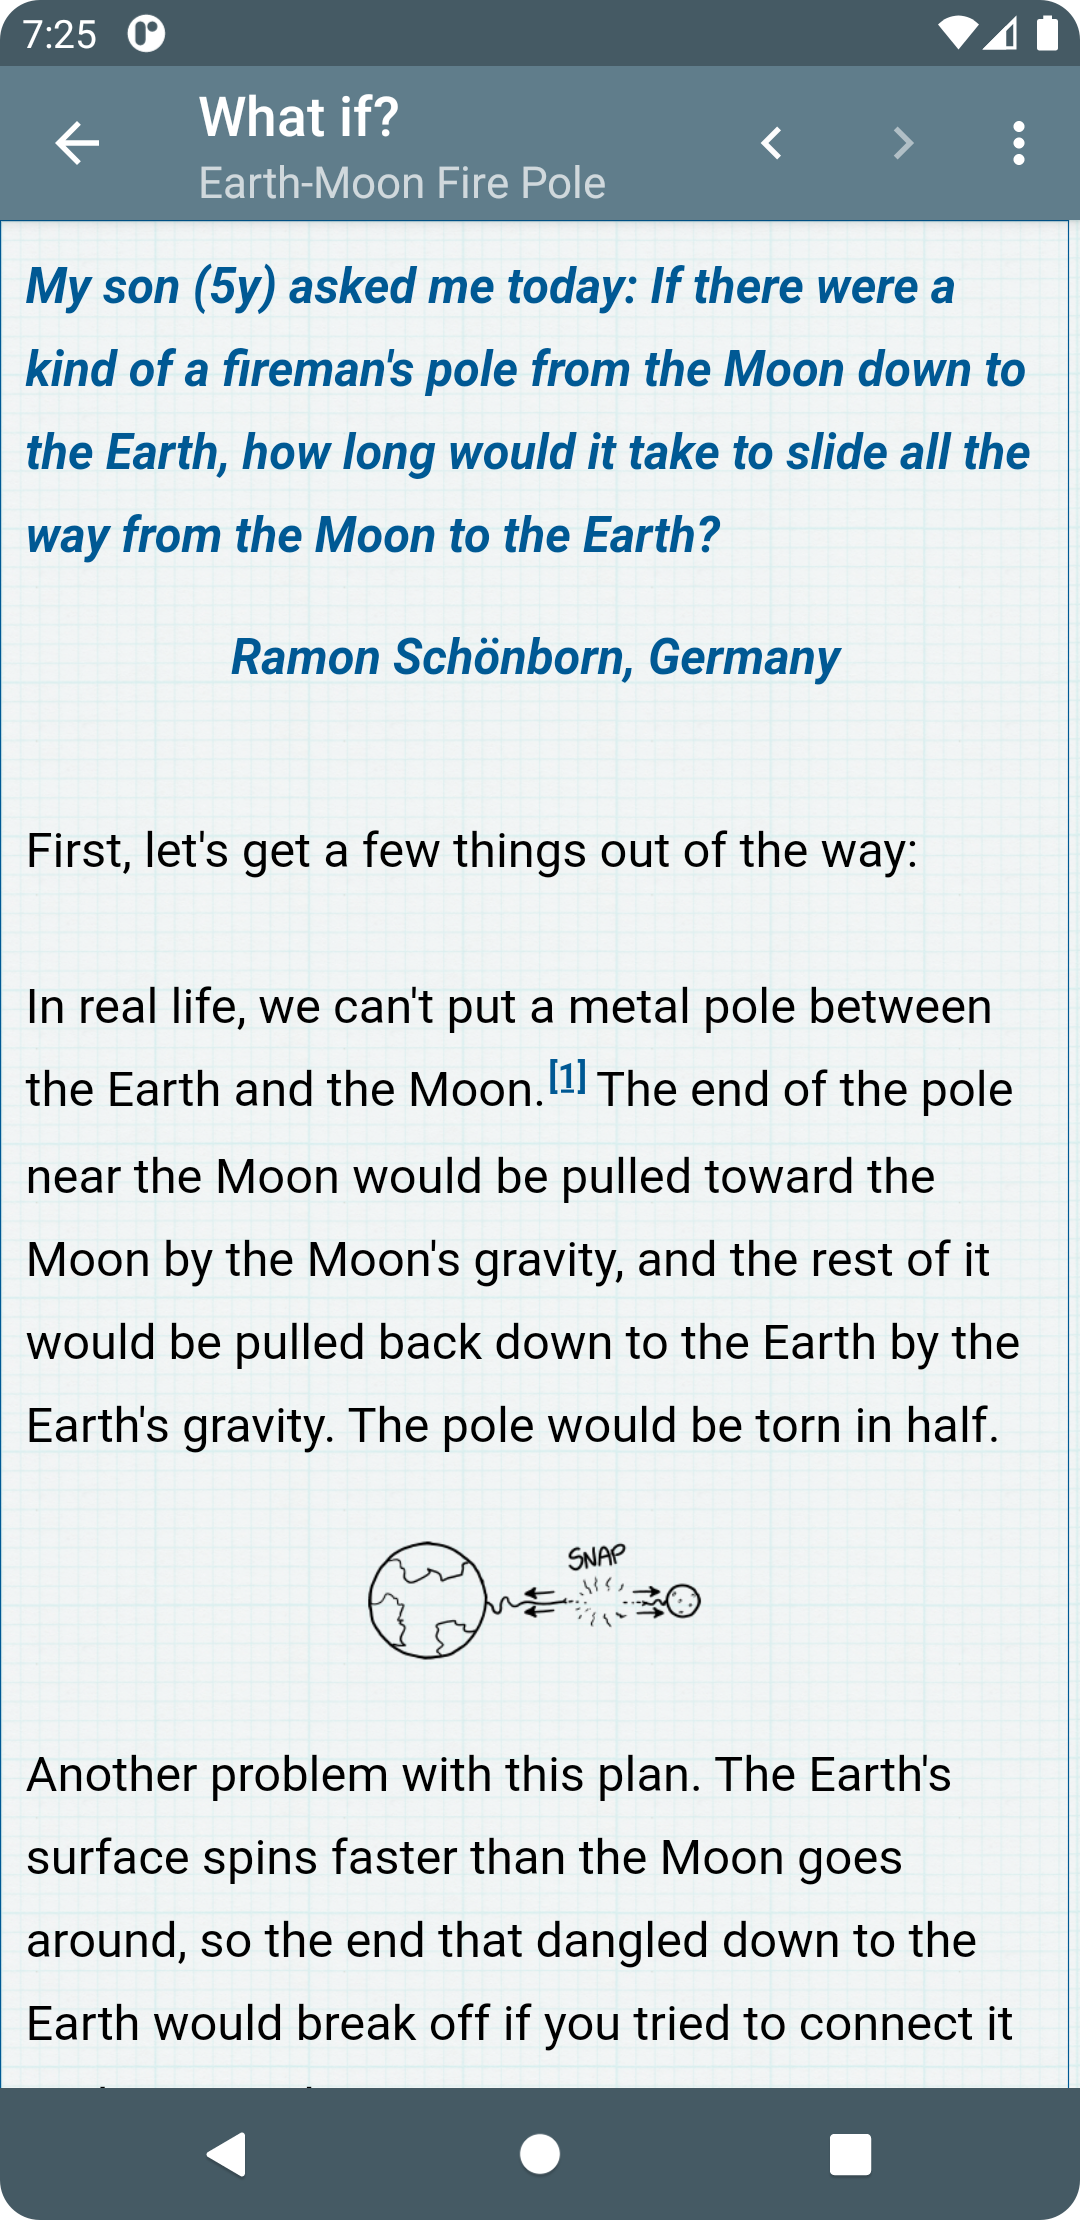 7:25
What if?
Earth-Moon Fire Pole
My son (5y) asked me today: If there were a
kind of a fireman's pole from the Moon down to
the Earth, how long would it take to slide all the
way from the Moon to the Earth?
Ramon Schönborn, Germany
First, let's get a few things out of the way:
In real life, we can't put a metal pole between
the Earth and the Moon.[1] The end of the pole
near the Moon would be pulled toward the
Moon by the Moon's gravity, and the rest of it
would be pulled back down to the Earth by the
Earth's gravity. The pole would be torn in half.
SNAP
Another problem with this plan. The Earth's
surface spins faster than the Moon goes
around, so the end that dangled down to the
Earth would break off if you tried to connect it